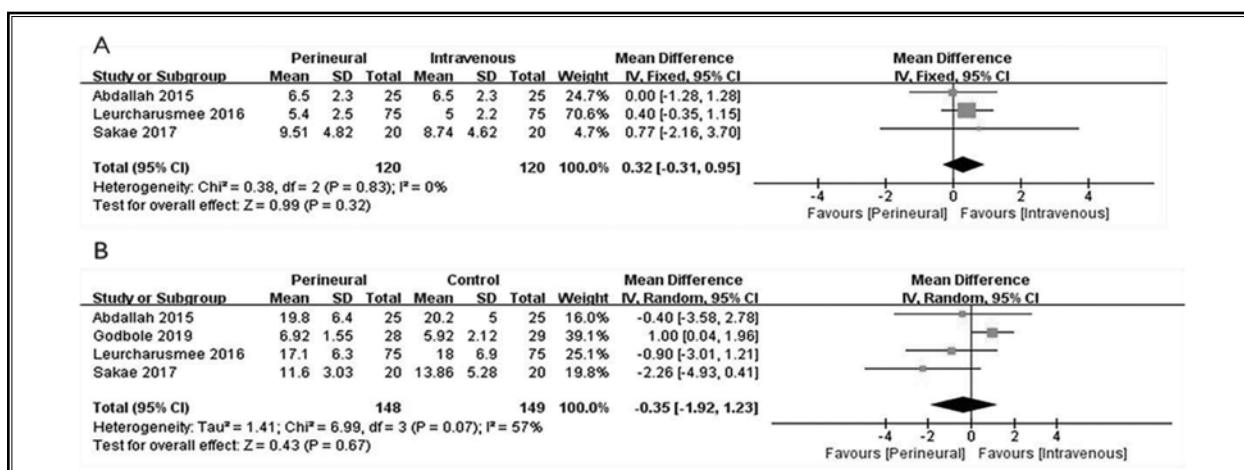 A
Perineural Intravenous Mean Difference Mean Difference
Study or Subgroup Mean SD Total Mean SD Total Weight IV, Fixed, 95% CI IV, Fixed, 95% CI
Abdallah 2015 6.5 2.3 25 6.5 2.3 25 24.7% 0.00 [-1.28, 1.28]
Leurcharusmee 2016 5.4 2.5 75 5 2.2 75 70.6% 0.40 [-0.35, 1.15]
Sakae 2017 9.51 4.82 20 8.74 4.62 20 4.7% 0.77 [-2.16, 3.70]
Total (95% CI) 120 120 100.0% 0.32 [-0.31, 0.95]
Heterogeneity: Chi² = 0.38, df = 2 (P = 0.83); I² = 0%
Test for overall effect: Z = 0.99 (P = 0.32)
-4 -2 0 2 4
Favours [Perineural] Favours [Intravenous]
B
Perineural Control Mean Difference Mean Difference
Study or Subgroup Mean SD Total Mean SD Total Weight IV, Random, 95% CI IV, Random, 95% CI
Abdallah 2015 19.8 6.4 25 20.2 5 25 16.0% -0.40 [-3.58, 2.78]
Godbole 2019 6.92 1.55 28 5.92 2.12 29 39.1% 1.00 [0.04, 1.96]
Leurcharusmee 2016 17.1 6.3 75 18 6.9 75 25.1% -0.90 [-3.01, 1.21]
Sakae 2017 11.6 3.03 20 13.86 5.28 20 19.8% -2.26 [-4.93, 0.41]
Total (95% CI) 148 149 100.0% -0.35 [-1.92, 1.23]
Heterogeneity: Tau² = 1.41; Chi² = 6.99, df = 3 (P = 0.07); I² = 57%
Test for overall effect: Z = 0.43 (P = 0.67)
-4 -2 0 2 4
Favours [Perineural] Favours [Intravenous]